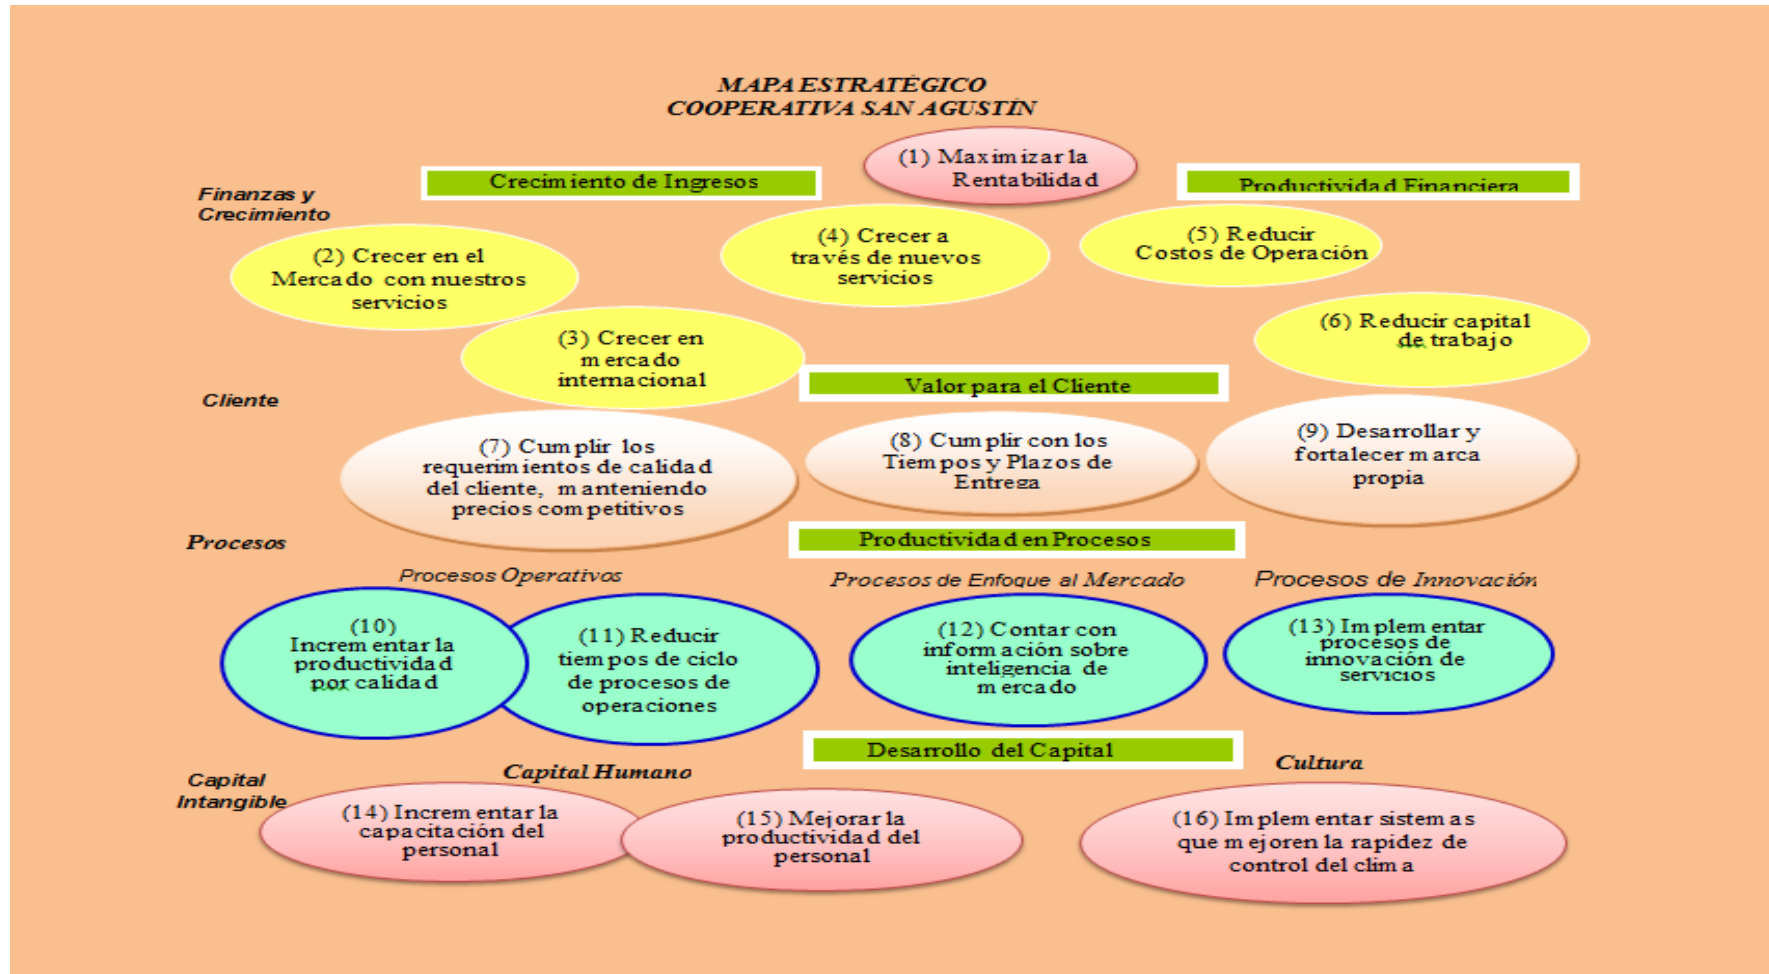 MAPA ESTRATÉGICO
COOPERATIVA SAN AGUSTÍN
(1) Maximizar la
Rentabilidad
Crecimiento de Ingresos
Productividad Financiera
Finanzas y
Crecimiento
(2) Crecer en el
Mercado con nuestros
servicios
(4) Crecer a
través de nuevos
servicios
(5) Reducir
Costos de Operación
(3) Crecer en
mercado
internacional
(6) Reducir capital
de trabajo
Valor para el Cliente
Cliente
(7) Cumplir los
requerimientos de calidad
del cliente, manteniendo
precios competitivos
(8) Cumplir con los
Tiempos y Plazos de
Entrega
(9) Desarrollar y
fortalecer marca
propia
Productividad en Procesos
Procesos
Procesos Operativos
Procesos de Enfoque al Mercado
Procesos de Innovación
(10)
Incrementar la
productividad
por calidad
(11) Reducir
tiempos de ciclo
de procesos de
operaciones
(12) Contar con
información sobre
inteligencia de
mercado
(13) Implementar
procesos de
innovación de
servicios
Desarrollo del Capital
Capital
Intangible
Capital Humano
Cultura
(14) Incrementar la
capacitación del
personal
(15) Mejorar la
productividad del
personal
(16) Implementar sistemas
que mejoren la rapidez de
control del clima